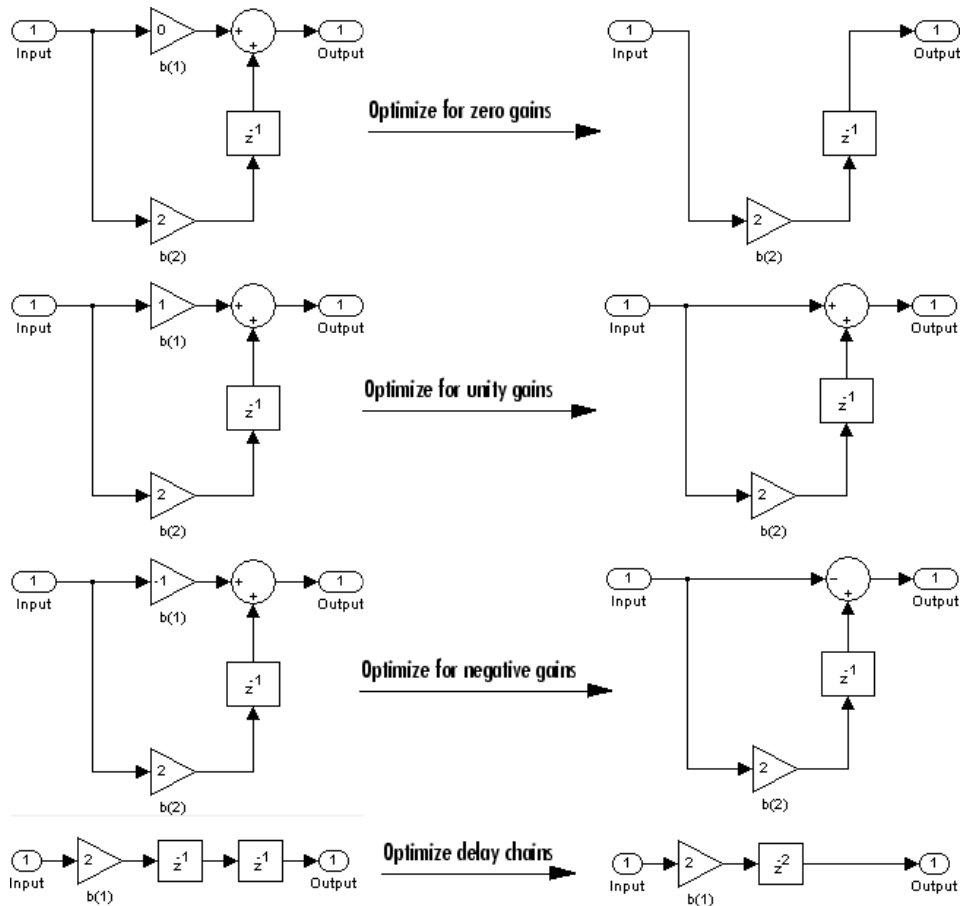 1 0 + 1 1 1
Input b(1) + Output Input Output
Optimize for zero gains
z-1 z-1
2 2
b(2) b(2)
1 1 + 1 1 + 1
Input b(1) + Output Input + Output
Optimize for unity gains
z-1 z-1
2 2
b(2) b(2)
1 -1 + 1 1 − 1
Input b(1) + Output Input + Output
Optimize for negative gains
z-1 z-1
2 2
b(2) b(2)
1 2 z-1 z-1 1 Optimize delay chains 1 2 z-2 1
Input b(1) Output Input b(1) Output